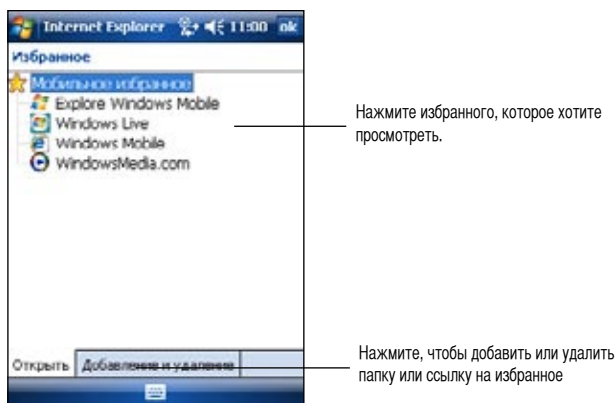 Internet Explorer 11:00 ok
Избранное
Мобильное избранное
Explore Windows Mobile
Windows Live
Windows Mobile
WindowsMedia.com
Нажмите избранного, которое хотите
просмотреть.
Открыть Добавление и удаление
Нажмите, чтобы добавить или удалить
папку или ссылку на избранное